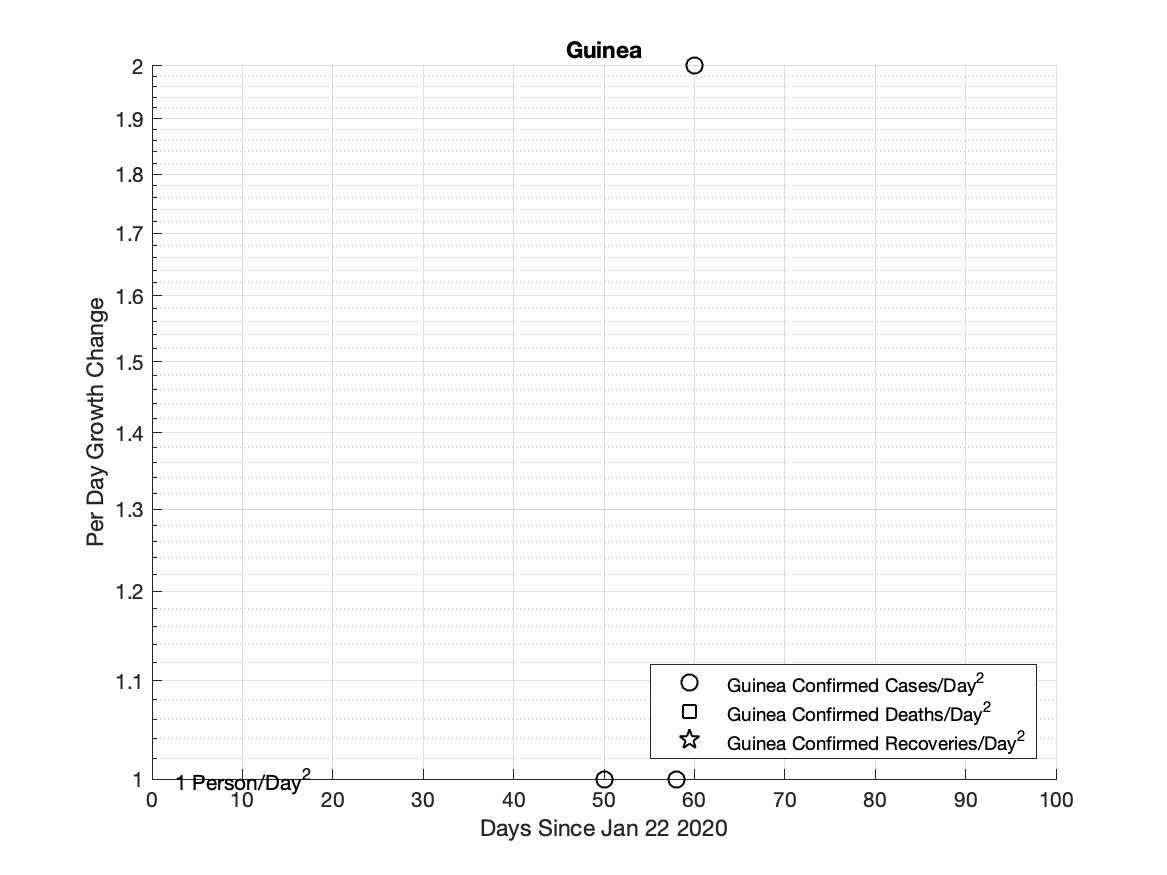 Guinea
2
1.9
1.8
1.7
1.6
1.5
1.4
1.3
1.2
1.1
1
Per Day Growth Change
Guinea Confirmed Cases/Day²
Guinea Confirmed Deaths/Day²
Guinea Confirmed Recoveries/Day²
1 Person/Day²
0 10 20 30 40 50 60 70 80 90 100
Days Since Jan 22 2020